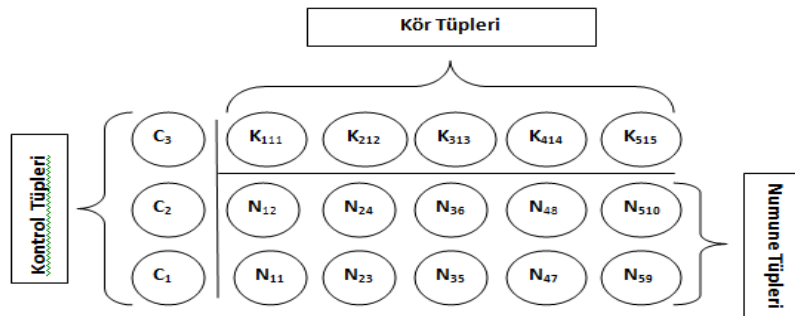 Kör Tüpleri
Kontrol Tüpleri
C3 K111 K212 K313 K414 K515
C2 N12 N24 N36 N48 N510
C1 N11 N23 N35 N47 N59
Numune Tüpleri